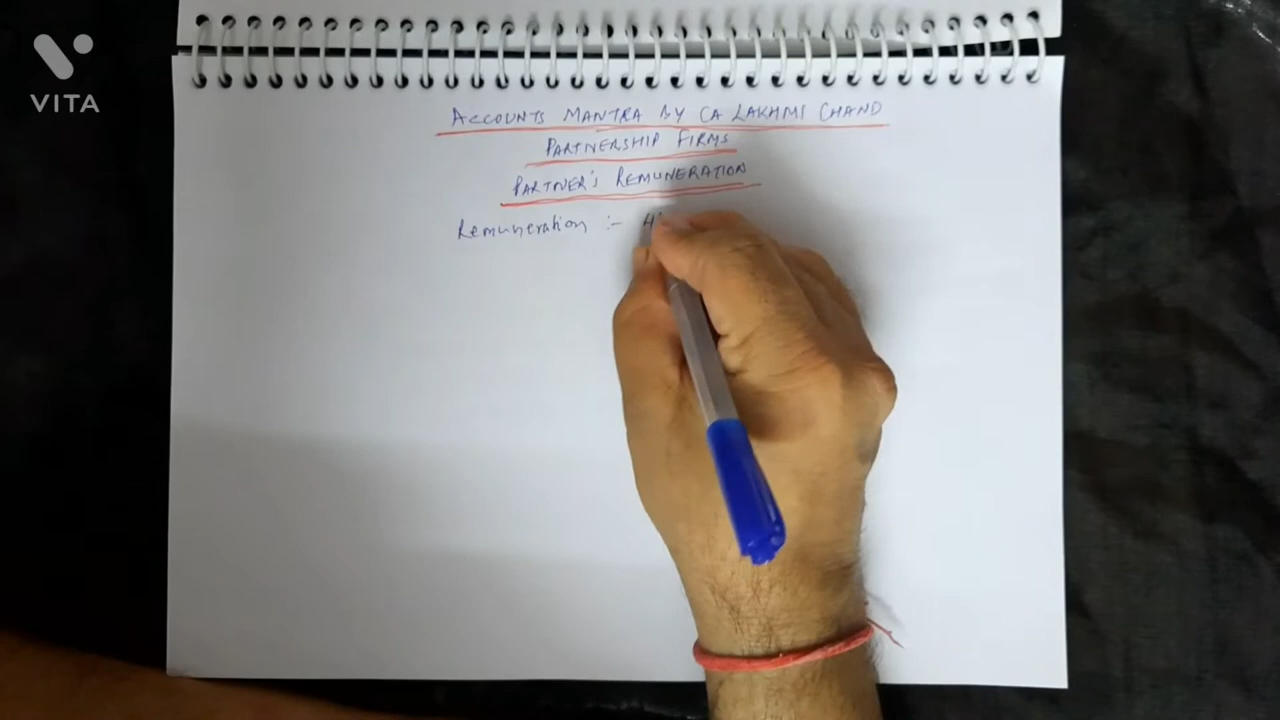 VITA
ACCOUNTS MANTRA BY CA LAKHMI CHAND
PARTNERSHIP FIRMS
PARTNER'S REMUNERATION
Remuneration :-